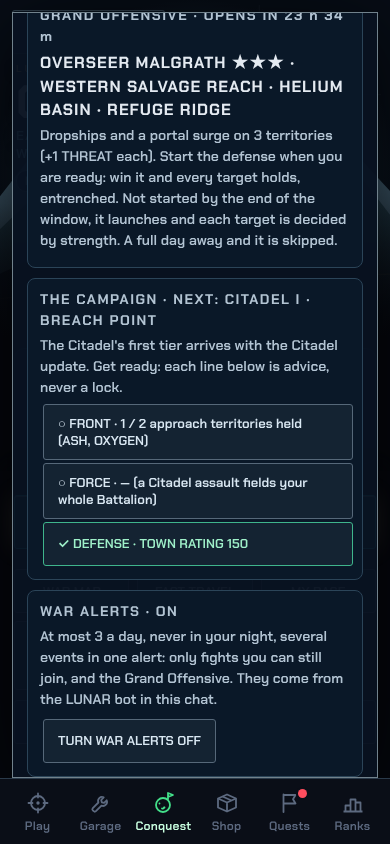 GRAND OFFENSIVE · OPENS IN 23 h 34
m
OVERSEER MALGRATH ★★★ ·
WESTERN SALVAGE REACH · HELIUM
BASIN · REFUGE RIDGE
Dropships and a portal surge on 3 territories
(+1 THREAT each). Start the defense when you
are ready: win it and every target holds,
entrenched. Not started by the end of the
window, it launches and each target is decided
by strength. A full day away and it is skipped.
THE CAMPAIGN · NEXT: CITADEL I ·
BREACH POINT
The Citadel's first tier arrives with the Citadel
update. Get ready: each line below is advice,
never a lock.
○ FRONT · 1 / 2 approach territories held
(ASH, OXYGEN)
○ FORCE · — (a Citadel assault fields your
whole Battalion)
✓ DEFENSE · TOWN RATING 150
WAR ALERTS · ON
At most 3 a day, never in your night, several
events in one alert: only fights you can still
join, and the Grand Offensive. They come from
the LUNAR bot in this chat.
TURN WAR ALERTS OFF
Play Garage Conquest Shop Quests Ranks